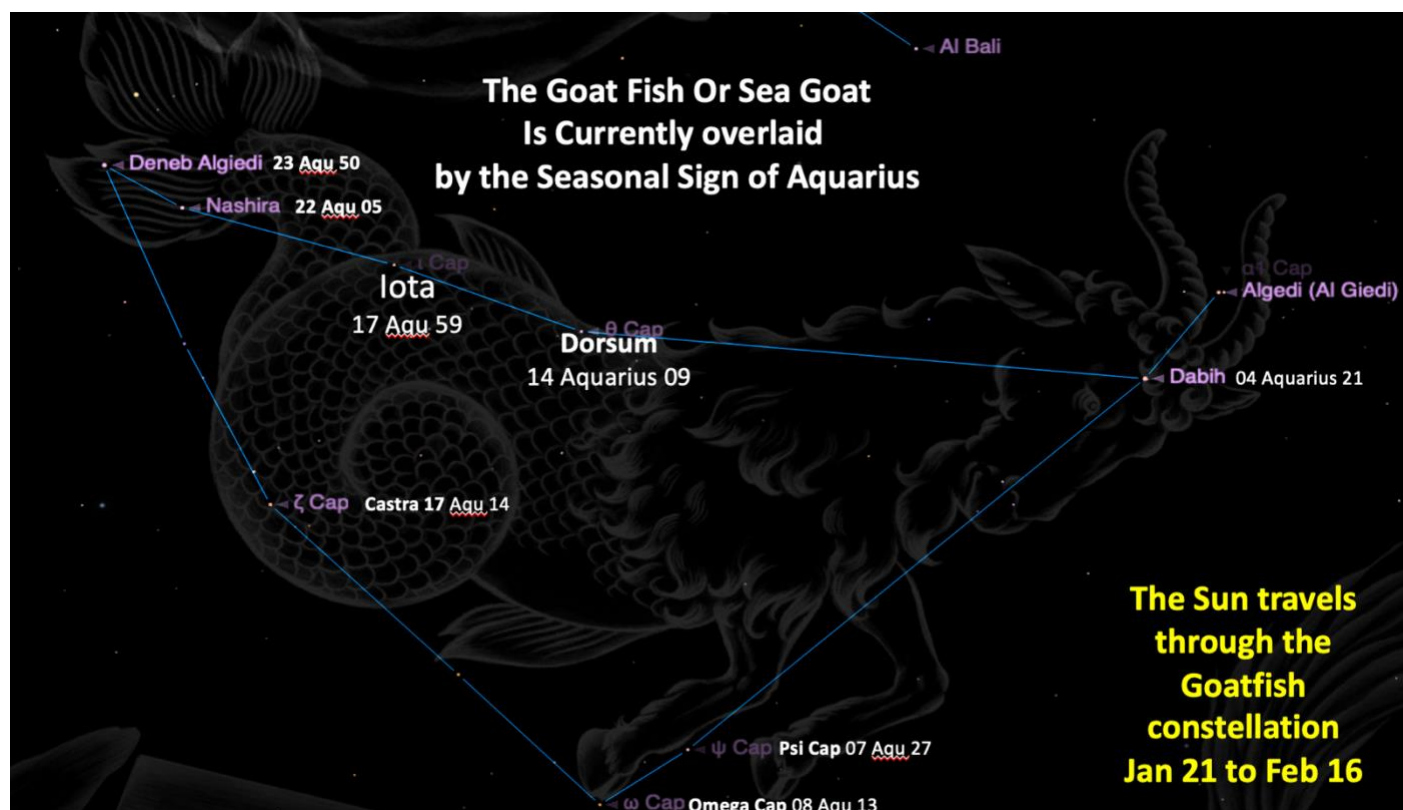 ◄ Al Bali
The Goat Fish Or Sea Goat
Is Currently overlaid
by the Seasonal Sign of Aquarius
Deneb Algiedi 23 Aqu 50
Nashira 22 Aqu 05
ι Cap
Iota
17 Aqu 59
θ Cap
Dorsum
14 Aquarius 09
α1 Cap
Algedi (Al Giedi)
Dabih 04 Aquarius 21
ζ Cap Castra 17 Aqu 14
The Sun travels
through the
Goatfish
constellation
Jan 21 to Feb 16
ψ Cap Psi Cap 07 Aqu 27
ω Cap Omega Cap 08 Aqu 13